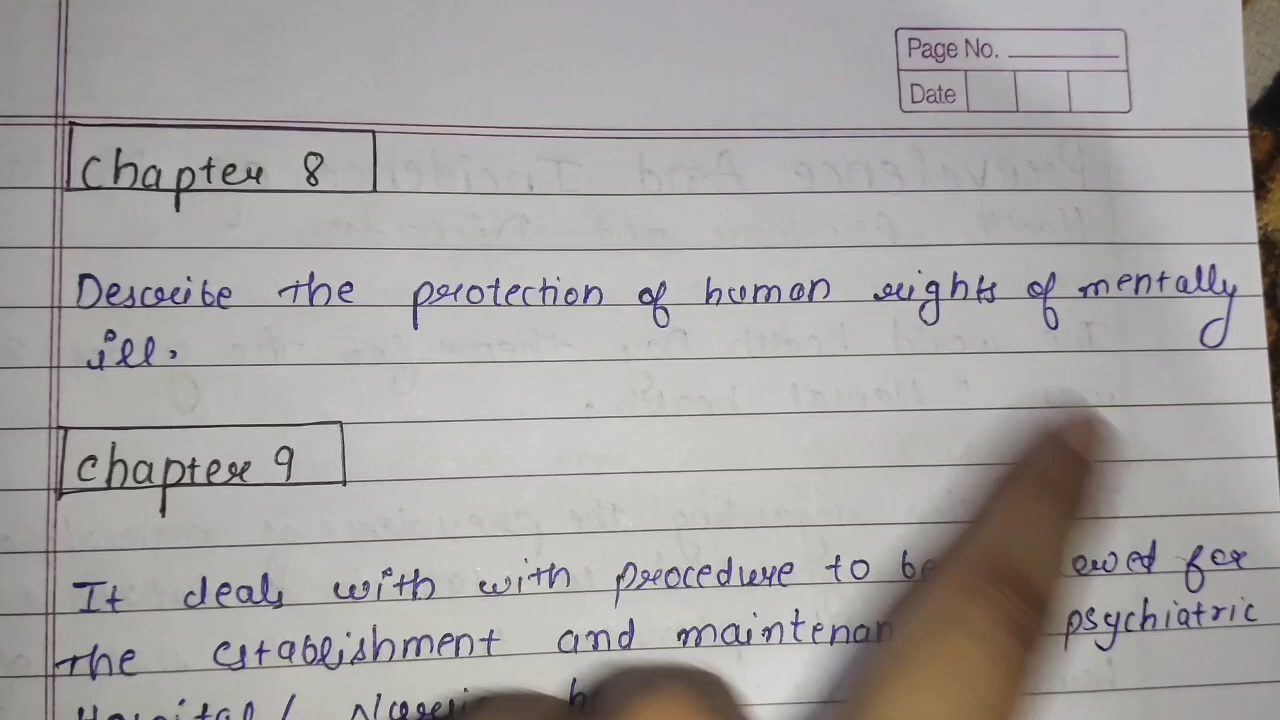 Page No.
Date
Chapter 8
Describe the protection of human rights of mentally
ill.
Chapter 9
It deals with with procedure to be for
the establishment and psychiatric